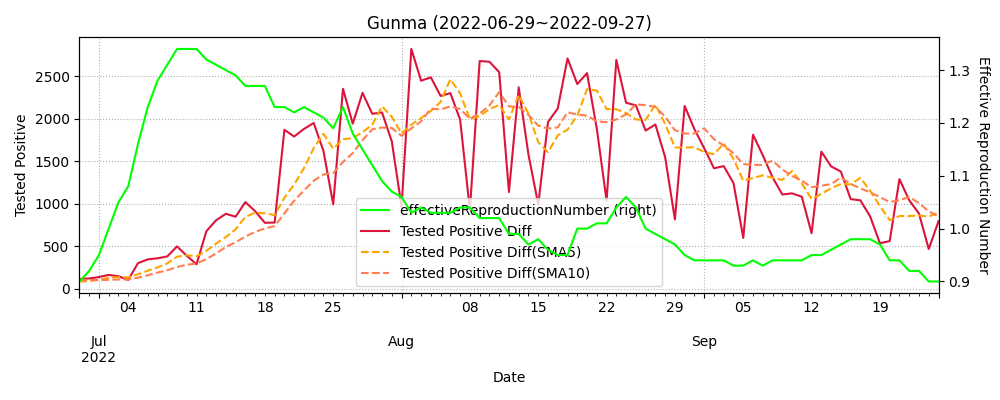 Gunma (2022-06-29~2022-09-27)
Tested Positive
2500
2000
1500
1000
500
0
1.3
1.2
1.1
1.0
0.9
Effective Reproduction Number
effectiveReproductionNumber (right)
Tested Positive Diff
Tested Positive Diff(SMA5)
Tested Positive Diff(SMA10)
04 11 18 25 08 15 22 29 05 12 19
Jul Aug Sep
2022
Date